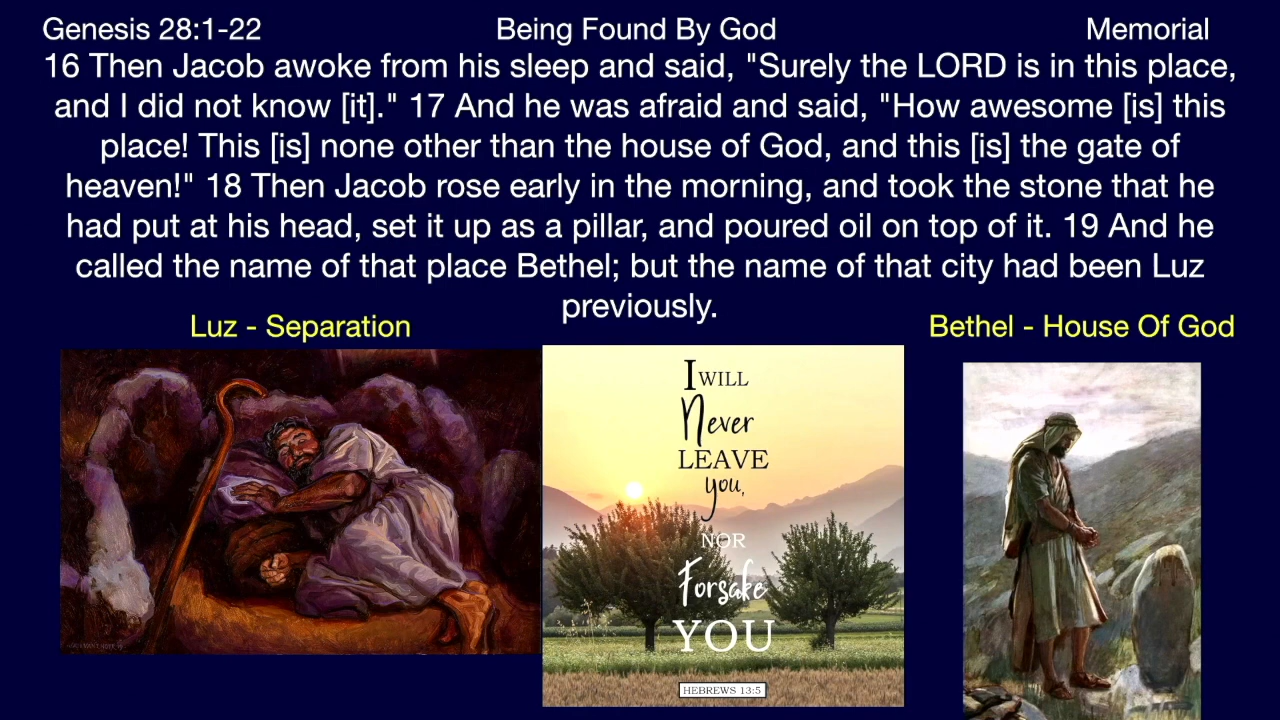 Genesis 28:1-22
Being Found By God
Memorial
16 Then Jacob awoke from his sleep and said, "Surely the LORD is in this place,
and I did not know [it]." 17 And he was afraid and said, "How awesome [is] this
place! This [is] none other than the house of God, and this [is] the gate of
heaven!" 18 Then Jacob rose early in the morning, and took the stone that he
had put at his head, set it up as a pillar, and poured oil on top of it. 19 And he
called the name of that place Bethel; but the name of that city had been Luz
previously.
Luz - Separation
Bethel - House Of God
I WILL
Never
LEAVE
you,
NOR
Forsake
YOU
HEBREWS 13:5